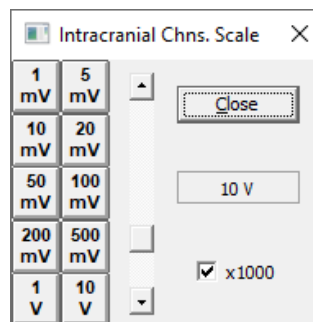 Intracranial Chns. Scale
1 mV
5 mV
Close
10 mV
20 mV
50 mV
100 mV
10 V
200 mV
500 mV
x1000
1 V
10 V